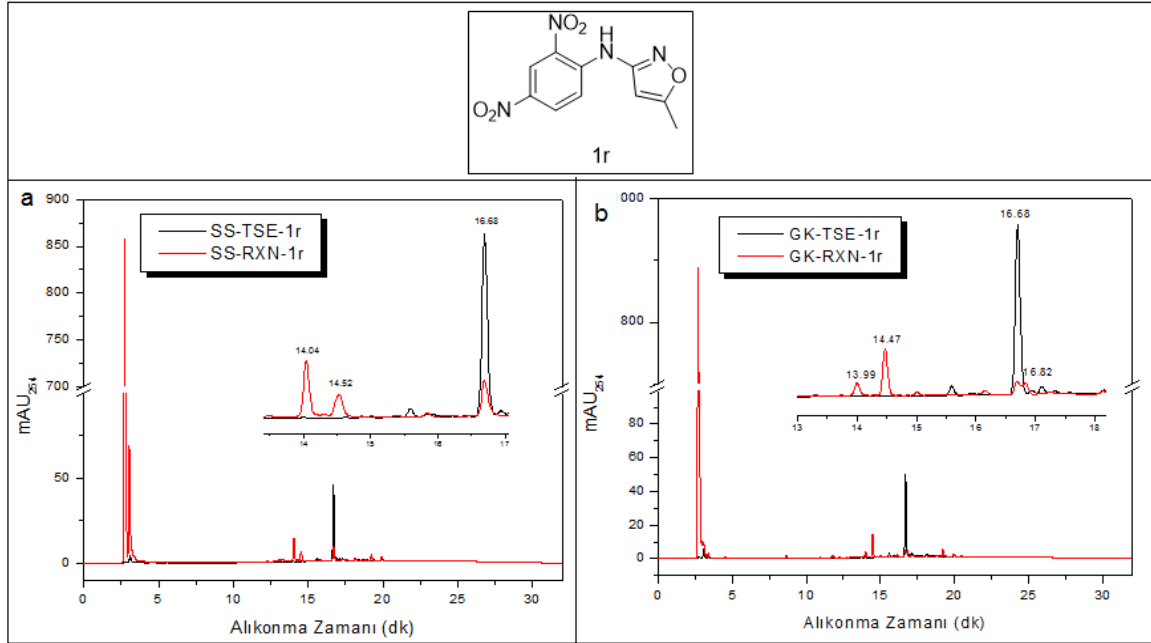 NO₂
H
N
N
O
O₂N
1r
a
900
850
800
750
700
50
0
mAU₂₅₄
SS-TSE-1r
SS-RXN-1r
16.68
14.04
14.52
14 15 16 17
0 5 10 15 20 25 30
Alıkonma Zamanı (dk)
b
000
800
80
60
40
20
0
mAU₂₅₄
GK-TSE-1r
GK-RXN-1r
16.68
14.47
13.99
16.82
13 14 15 16 17 18
0 5 10 15 20 25 30
Alıkonma Zamanı (dk)